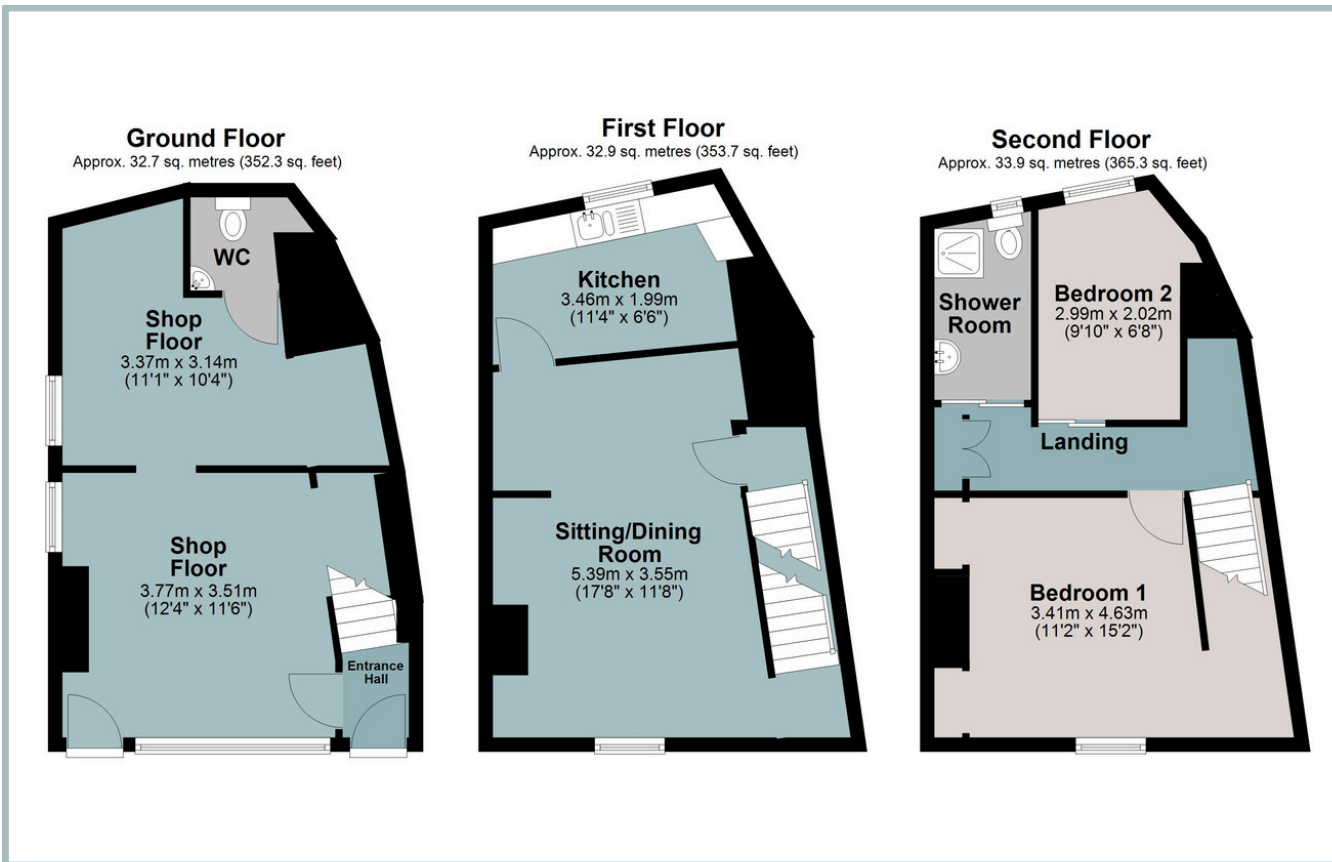 Ground Floor
Approx. 32.7 sq. metres (352.3 sq. feet)
WC
Shop
Floor
3.37m x 3.14m
(11'1" x 10'4")
Shop
Floor
3.77m x 3.51m
(12'4" x 11'6")
Entrance
Hall
First Floor
Approx. 32.9 sq. metres (353.7 sq. feet)
Kitchen
3.46m x 1.99m
(11'4" x 6'6")
Sitting/Dining
Room
5.39m x 3.55m
(17'8" x 11'8")
Second Floor
Approx. 33.9 sq. metres (365.3 sq. feet)
Shower
Room
Bedroom 2
2.99m x 2.02m
(9'10" x 6'8")
Landing
Bedroom 1
3.41m x 4.63m
(11'2" x 15'2")